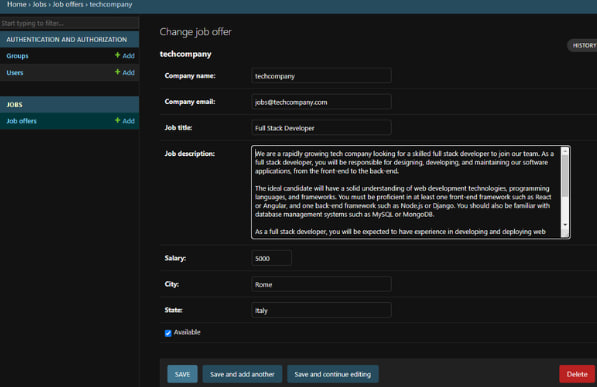 Home › Jobs › Job offers › techcompany
Start typing to filter...
AUTHENTICATION AND AUTHORIZATION
Groups + Add
Users + Add
JOBS
Job offers + Add
Change job offer
HISTORY
techcompany
Company name: techcompany
Company email: jobs@techcompany.com
Job title: Full Stack Developer
Job description: We are a rapidly growing tech company looking for a skilled full stack developer to join our team. As a
full stack developer, you will be responsible for designing, developing, and maintaining our software
applications, from the front-end to the back-end.
The ideal candidate will have a solid understanding of web development technologies, programming
languages, and frameworks. You must be proficient in at least one front-end framework such as React
or Angular, and one back-end framework such as Node.js or Django. You should also be familiar with
database management systems such as MySQL or MongoDB.
As a full stack developer, you will be expected to have experience in developing and deploying web
Salary: 5000
City: Rome
State: Italy
Available
SAVE Save and add another Save and continue editing Delete